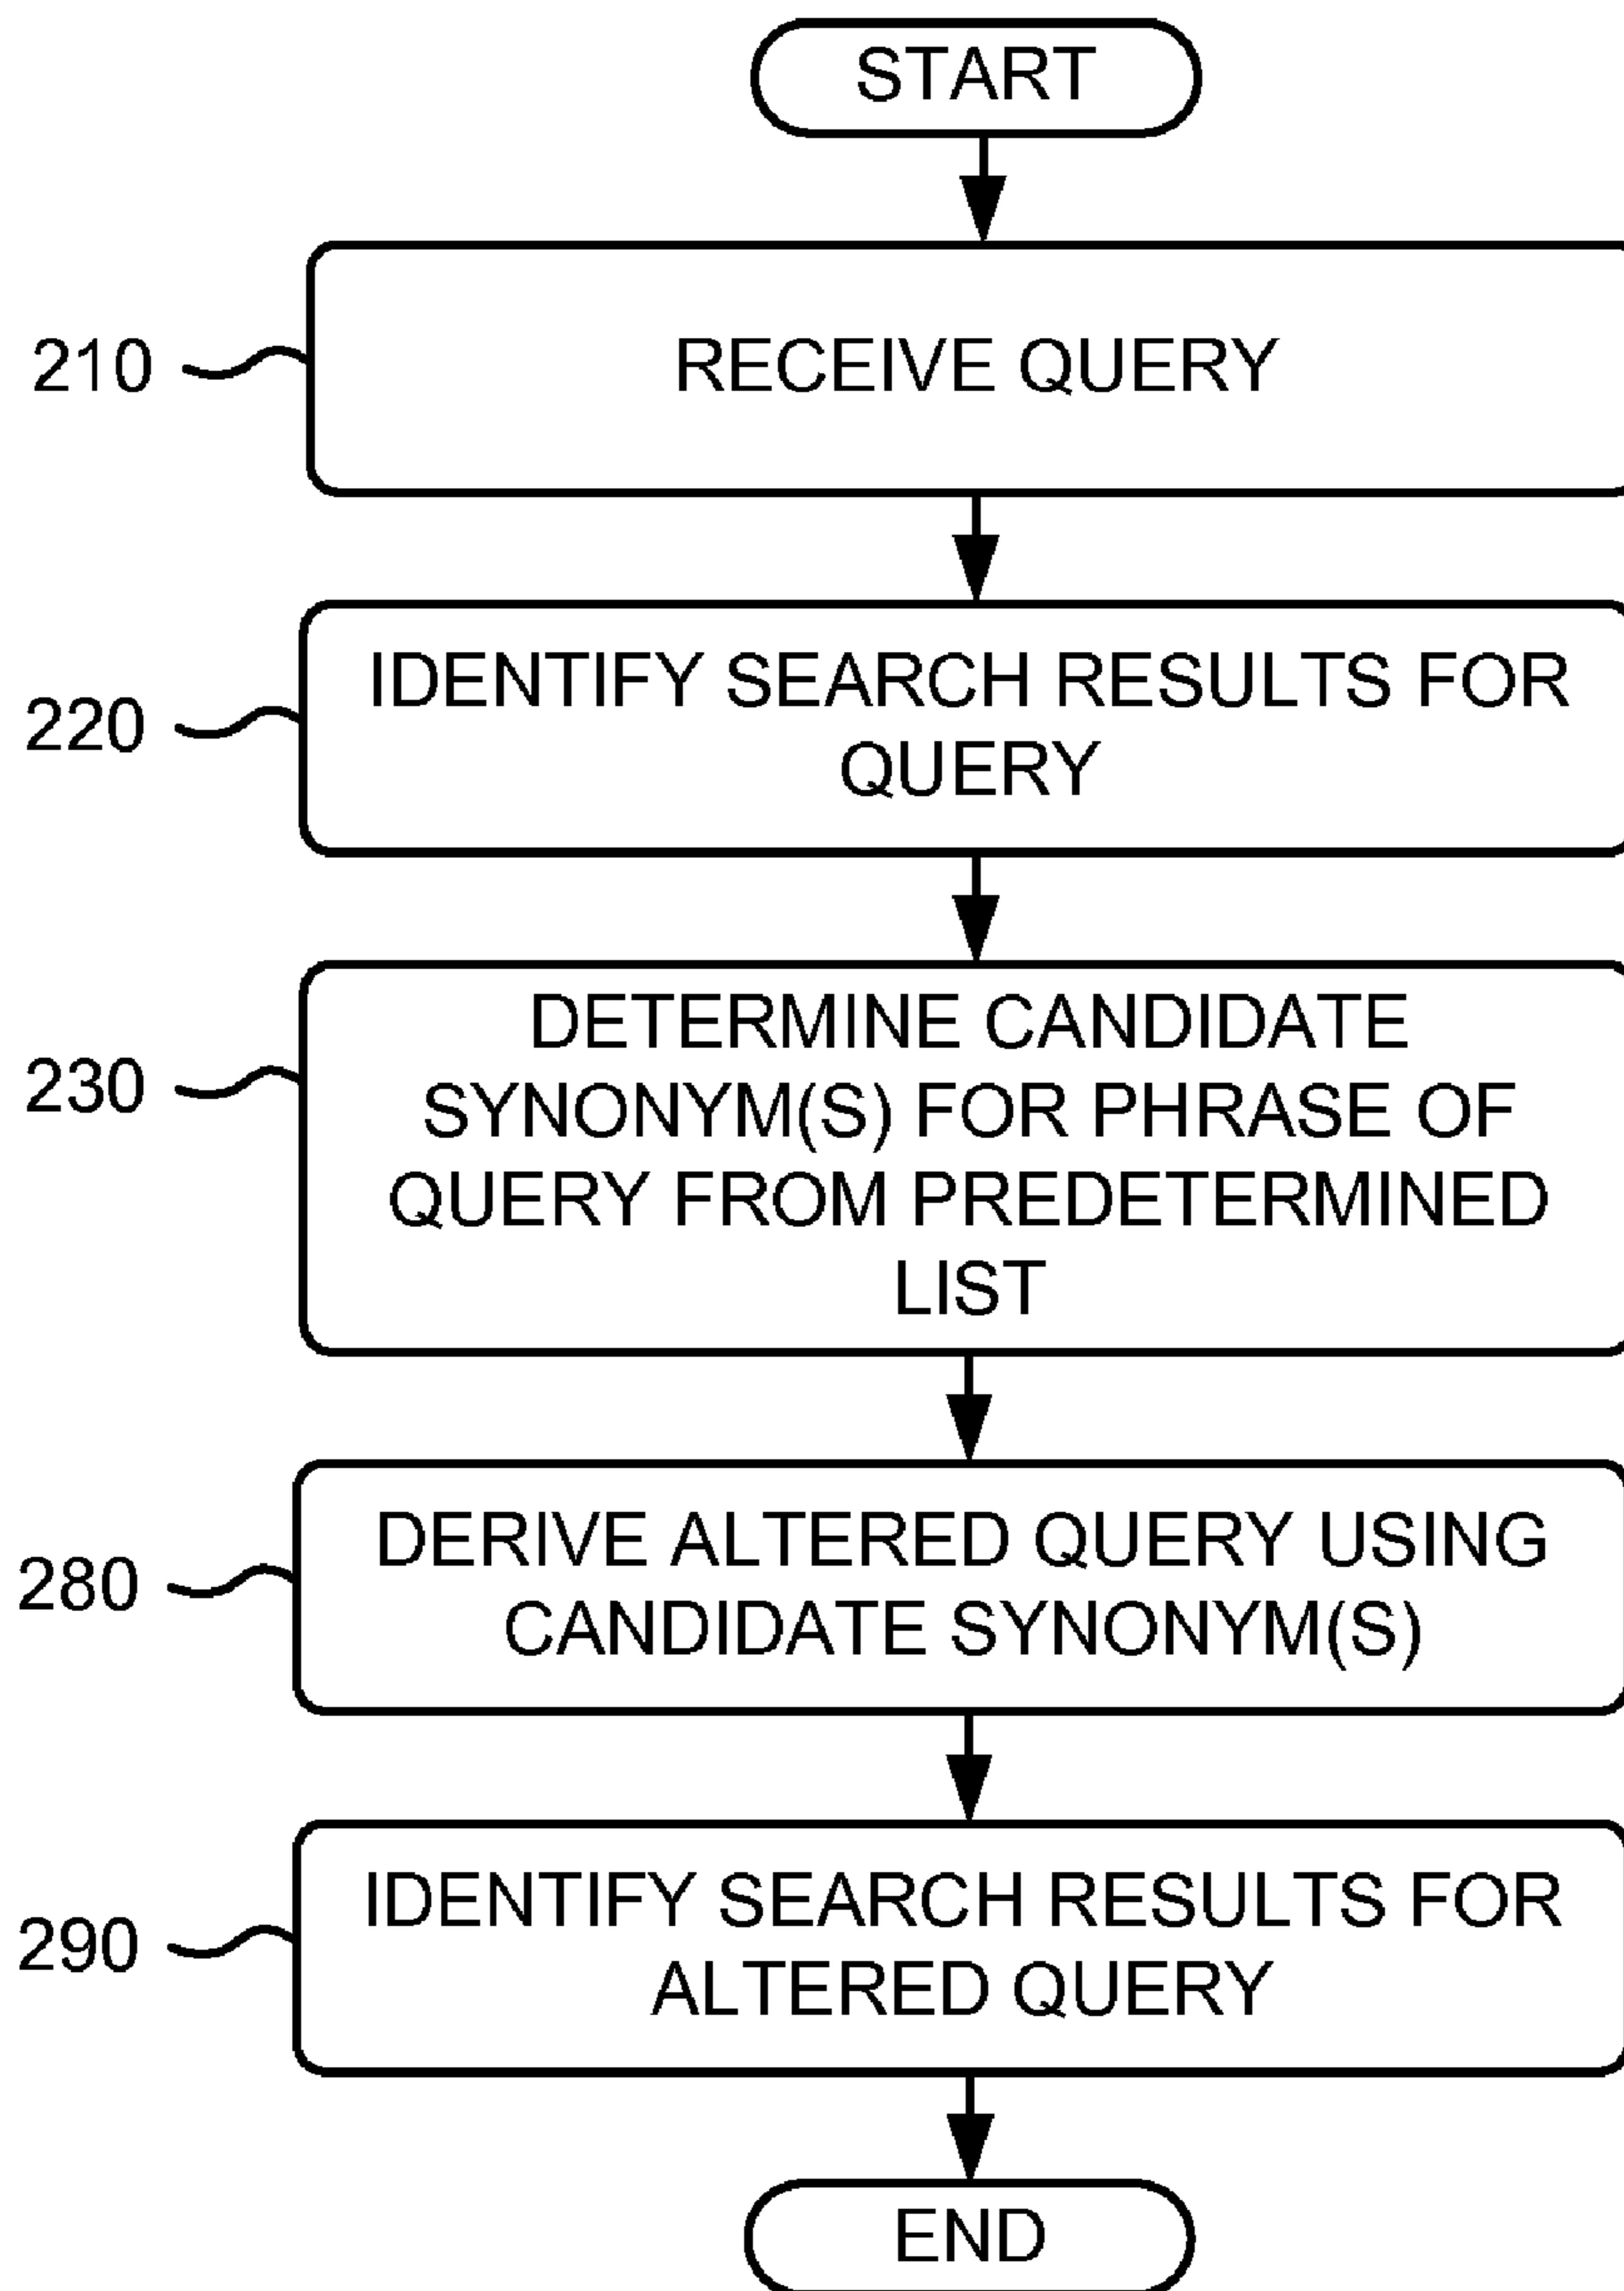 START
210
RECEIVE QUERY
220
IDENTIFY SEARCH RESULTS FOR
QUERY
230
DETERMINE CANDIDATE
SYNONYM(S) FOR PHRASE OF
QUERY FROM PREDETERMINED
LIST
280
DERIVE ALTERED QUERY USING
CANDIDATE SYNONYM(S)
290
IDENTIFY SEARCH RESULTS FOR
ALTERED QUERY
END